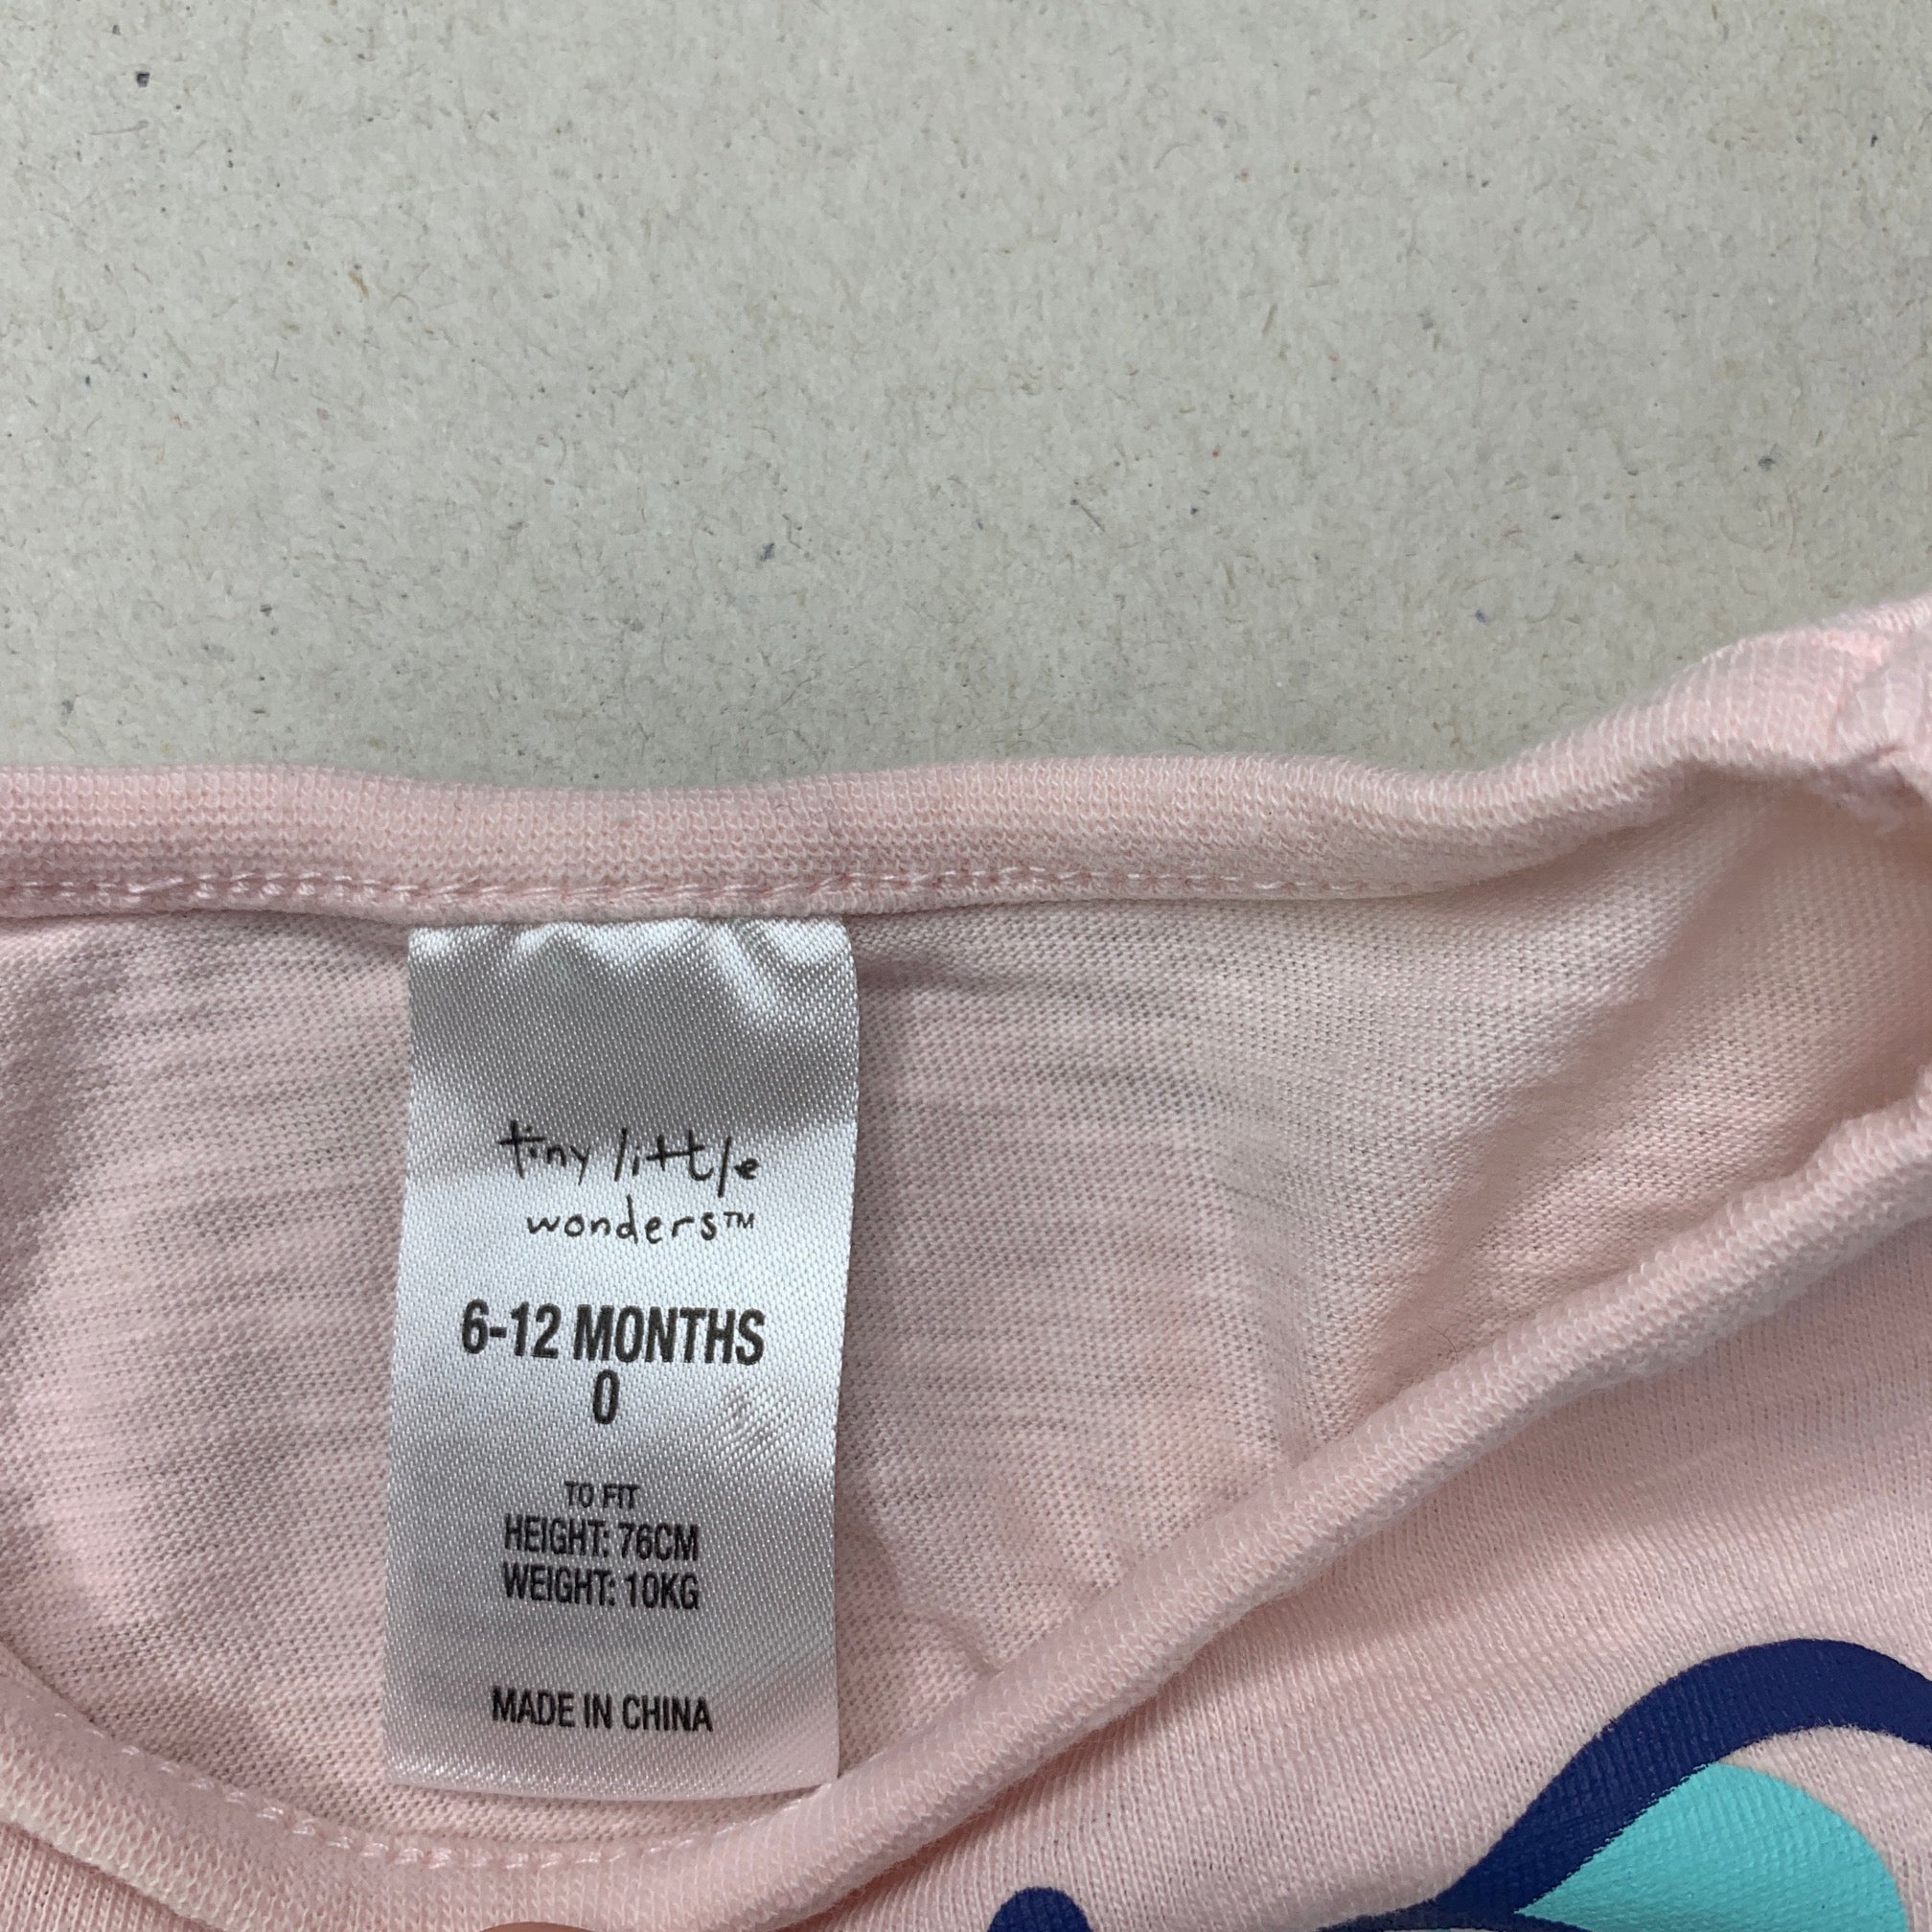 tiny little
wonders™
6-12 MONTHS
0
TO FIT
HEIGHT: 76CM
WEIGHT: 10KG
MADE IN CHINA